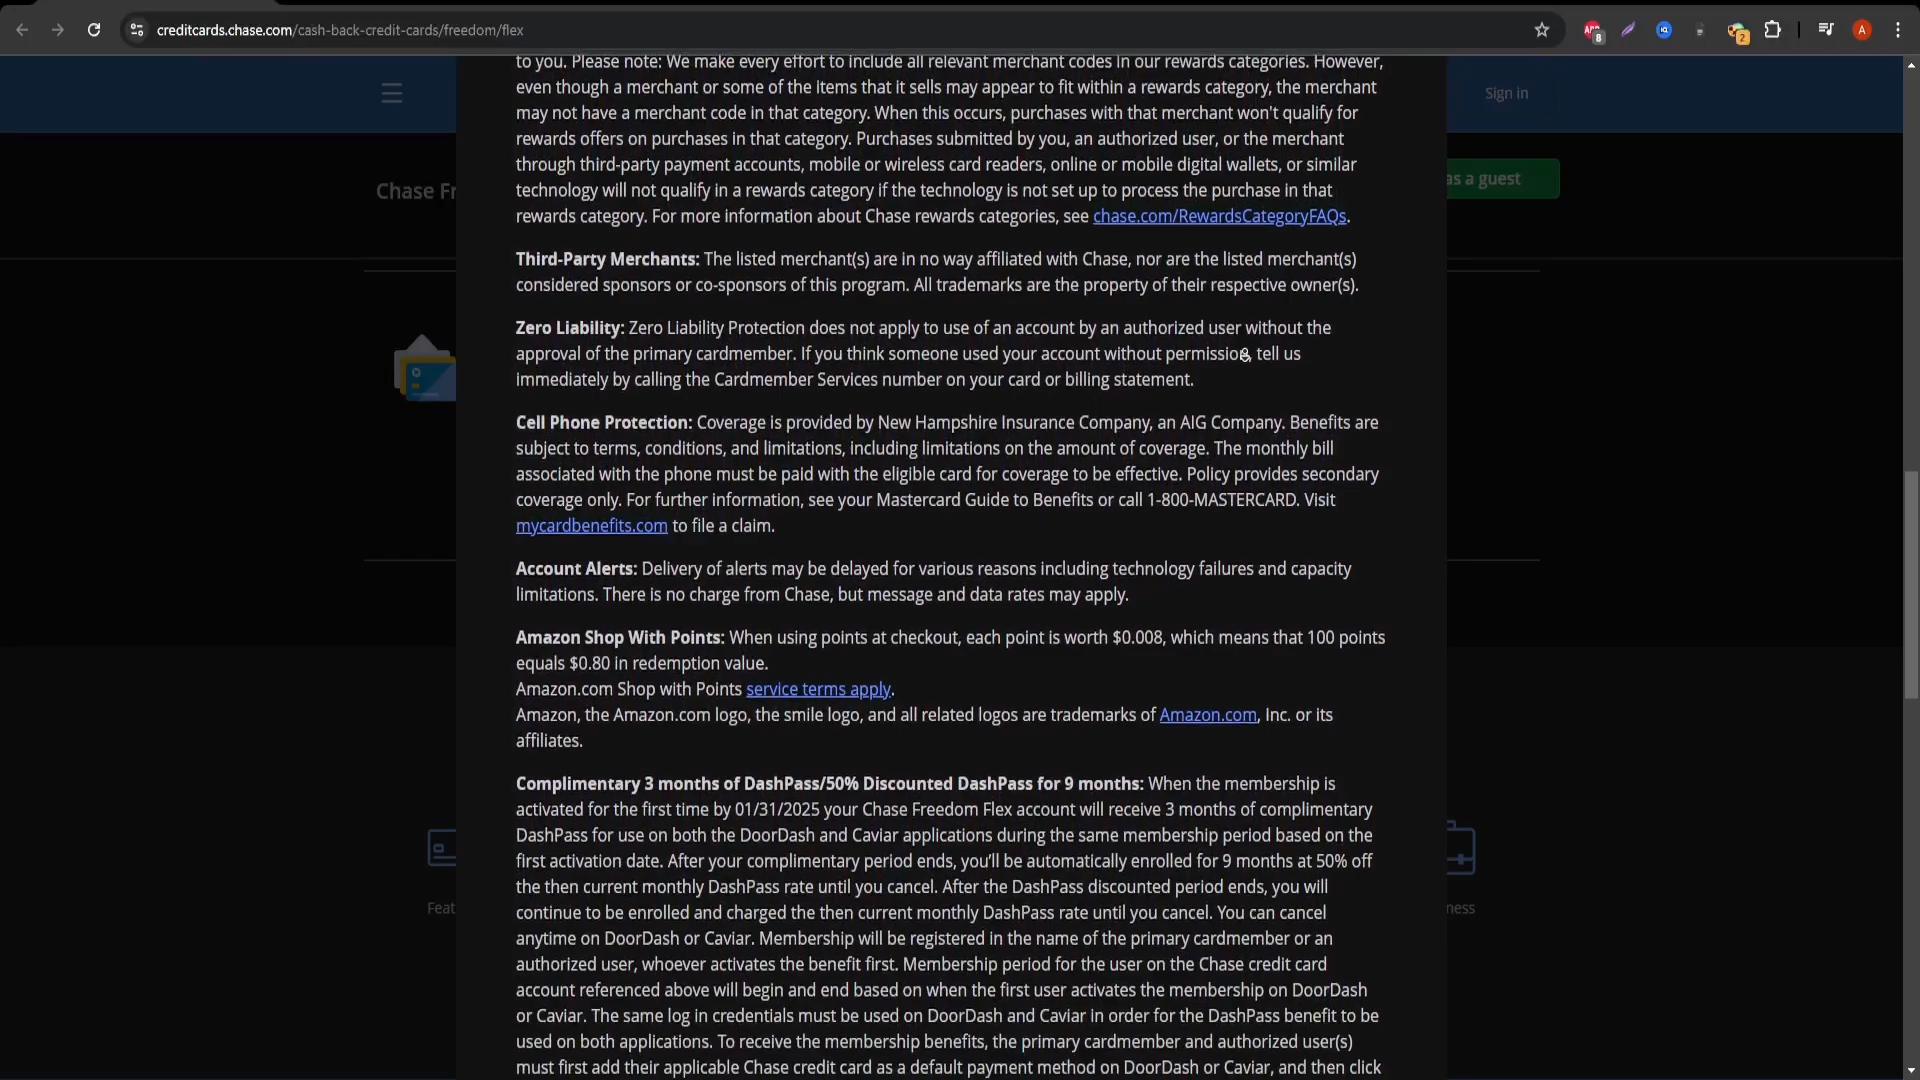 creditcards.chase.com/cash-back-credit-cards/freedom/flex
8
2
A
Sign in
Chase Fr
as a guest
to you. Please note: We make every effort to include all relevant merchant codes in our rewards categories. However,
even though a merchant or some of the items that it sells may appear to fit within a rewards category, the merchant
may not have a merchant code in that category. When this occurs, purchases with that merchant won't qualify for
rewards offers on purchases in that category. Purchases submitted by you, an authorized user, or the merchant
through third-party payment accounts, mobile or wireless card readers, online or mobile digital wallets, or similar
technology will not qualify in a rewards category if the technology is not set up to process the purchase in that
rewards category. For more information about Chase rewards categories, see chase.com/RewardsCategoryFAQs.
Third-Party Merchants: The listed merchant(s) are in no way affiliated with Chase, nor are the listed merchant(s)
considered sponsors or co-sponsors of this program. All trademarks are the property of their respective owner(s).
Zero Liability: Zero Liability Protection does not apply to use of an account by an authorized user without the
approval of the primary cardmember. If you think someone used your account without permission, tell us
immediately by calling the Cardmember Services number on your card or billing statement.
Cell Phone Protection: Coverage is provided by New Hampshire Insurance Company, an AIG Company. Benefits are
subject to terms, conditions, and limitations, including limitations on the amount of coverage. The monthly bill
associated with the phone must be paid with the eligible card for coverage to be effective. Policy provides secondary
coverage only. For further information, see your Mastercard Guide to Benefits or call 1-800-MASTERCARD. Visit
mycardbenefits.com to file a claim.
Account Alerts: Delivery of alerts may be delayed for various reasons including technology failures and capacity
limitations. There is no charge from Chase, but message and data rates may apply.
Amazon Shop With Points: When using points at checkout, each point is worth $0.008, which means that 100 points
equals $0.80 in redemption value.
Amazon.com Shop with Points service terms apply.
Amazon, the Amazon.com logo, the smile logo, and all related logos are trademarks of Amazon.com, Inc. or its
affiliates.
Complimentary 3 months of DashPass/50% Discounted DashPass for 9 months: When the membership is
activated for the first time by 01/31/2025 your Chase Freedom Flex account will receive 3 months of complimentary
DashPass for use on both the DoorDash and Caviar applications during the same membership period based on the
first activation date. After your complimentary period ends, you’ll be automatically enrolled for 9 months at 50% off
the then current monthly DashPass rate until you cancel. After the DashPass discounted period ends, you will
continue to be enrolled and charged the then current monthly DashPass rate until you cancel. You can cancel
anytime on DoorDash or Caviar. Membership will be registered in the name of the primary cardmember or an
authorized user, whoever activates the benefit first. Membership period for the user on the Chase credit card
account referenced above will begin and end based on when the first user activates the membership on DoorDash
or Caviar. The same log in credentials must be used on DoorDash and Caviar in order for the DashPass benefit to be
used on both applications. To receive the membership benefits, the primary cardmember and authorized user(s)
must first add their applicable Chase credit card as a default payment method on DoorDash or Caviar, and then click
Feat
ness